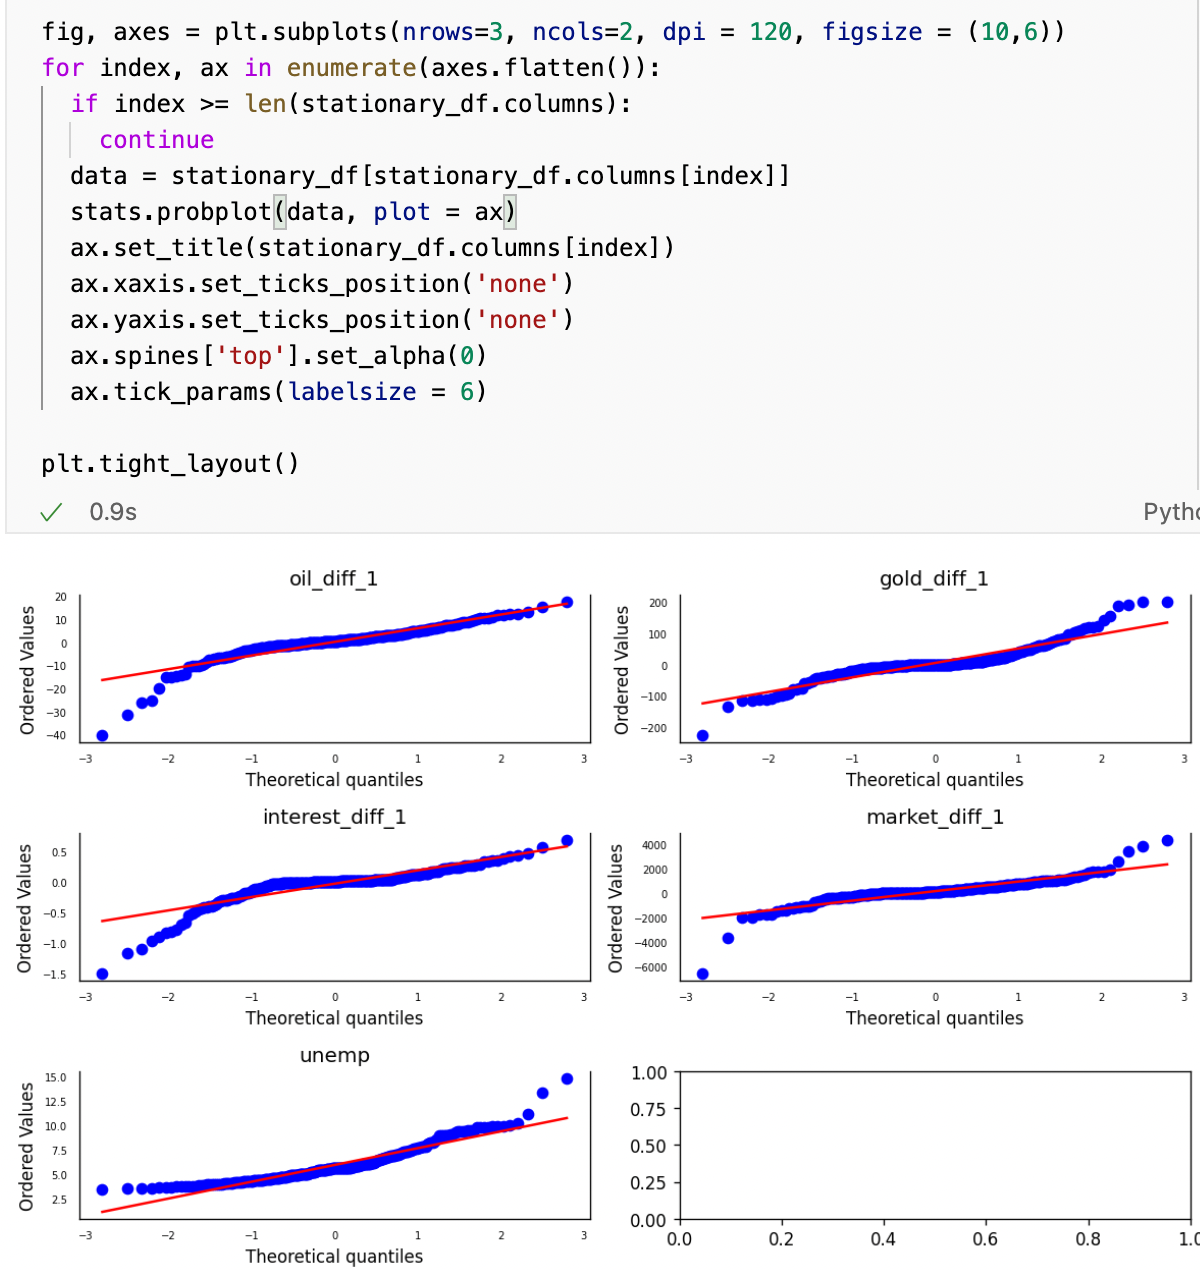 fig, axes = plt.subplots(nrows=3, ncols=2, dpi = 120, figsize = (10,6))
for index, ax in enumerate(axes.flatten()):
  if index >= len(stationary_df.columns):
    continue
  data = stationary_df[stationary_df.columns[index]]
  stats.probplot(data, plot = ax)
  ax.set_title(stationary_df.columns[index])
  ax.xaxis.set_ticks_position('none')
  ax.yaxis.set_ticks_position('none')
  ax.spines['top'].set_alpha(0)
  ax.tick_params(labelsize = 6)
plt.tight_layout()
0.9s
Pytho
oil_diff_1
Ordered Values
20
10
0
−10
−20
−30
−40
−3 −2 −1 0 1 2 3
Theoretical quantiles
gold_diff_1
Ordered Values
200
100
0
−100
−200
−3 −2 −1 0 1 2 3
Theoretical quantiles
interest_diff_1
Ordered Values
0.5
0.0
−0.5
−1.0
−1.5
−3 −2 −1 0 1 2 3
Theoretical quantiles
market_diff_1
Ordered Values
4000
2000
0
−2000
−4000
−6000
−3 −2 −1 0 1 2 3
Theoretical quantiles
unemp
Ordered Values
15.0
12.5
10.0
7.5
5.0
2.5
−3 −2 −1 0 1 2 3
Theoretical quantiles
1.00
0.75
0.50
0.25
0.00
0.0 0.2 0.4 0.6 0.8 1.0